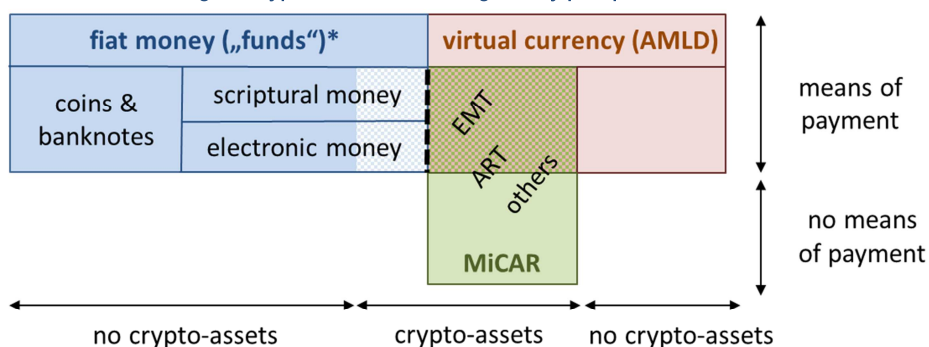 fiat money („funds“)*
virtual currency (AMLD)
coins &
banknotes
scriptural money
electronic money
EMT
ART
others
MiCAR
means of
payment
no means
of payment
no crypto-assets
crypto-assets
no crypto-assets